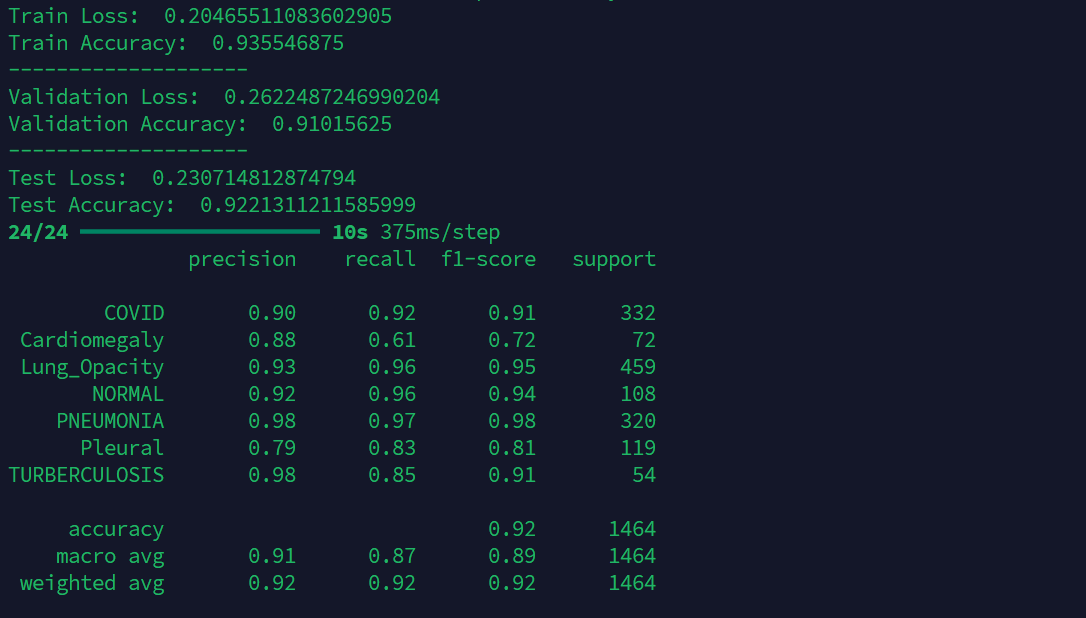 Train Loss:  0.20465511083602905
Train Accuracy:  0.935546875
--------------------
Validation Loss:  0.2622487246990204
Validation Accuracy:  0.91015625
--------------------
Test Loss:  0.230714812874794
Test Accuracy:  0.9221311211585999
24/24 ━━━━━━━━━━━━━━━━━━━━ 10s 375ms/step
               precision    recall  f1-score   support

        COVID       0.90      0.92      0.91       332
 Cardiomegaly       0.88      0.61      0.72        72
 Lung_Opacity       0.93      0.96      0.95       459
       NORMAL       0.92      0.96      0.94       108
    PNEUMONIA       0.98      0.97      0.98       320
      Pleural       0.79      0.83      0.81       119
TURBERCULOSIS       0.98      0.85      0.91        54

     accuracy                           0.92      1464
    macro avg       0.91      0.87      0.89      1464
 weighted avg       0.92      0.92      0.92      1464